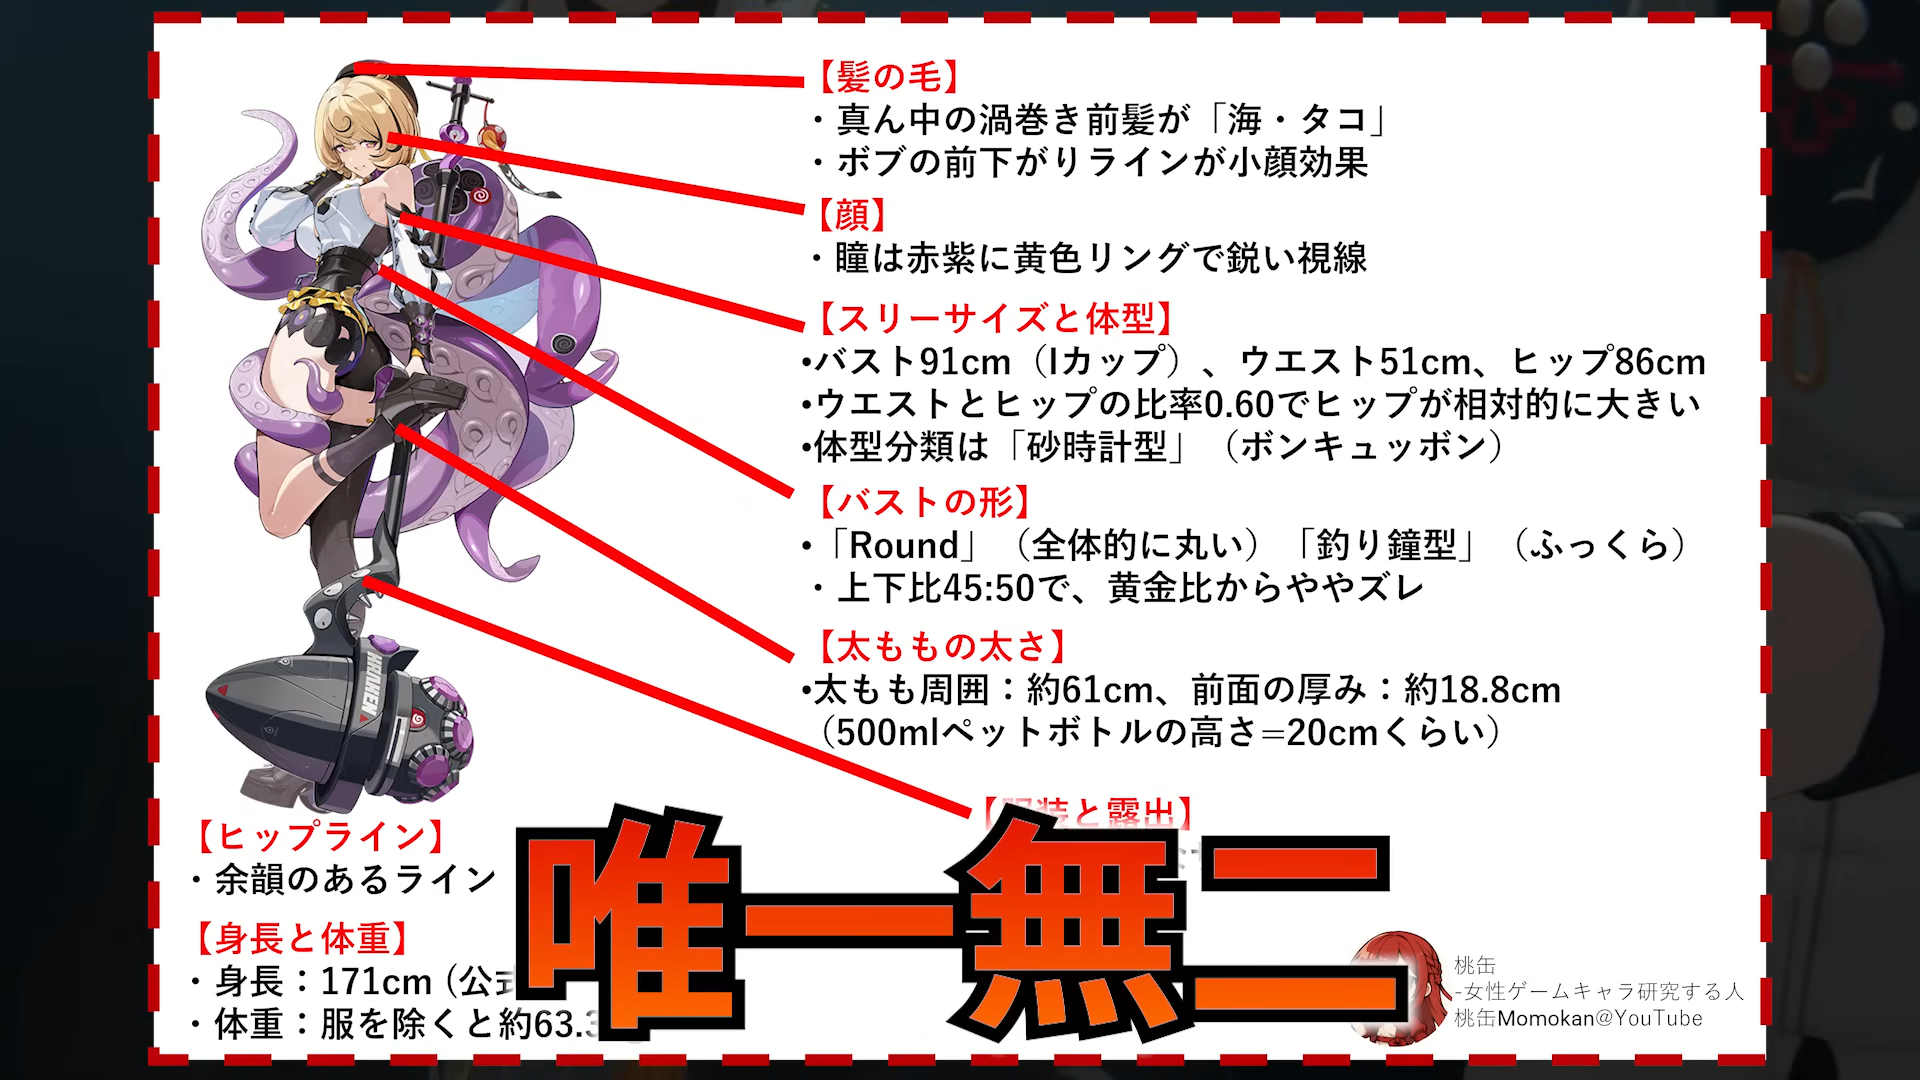 【髪の毛】
・真ん中の渦巻き前髪が「海・タコ」
・ボブの前下がりラインが小顔効果
【顔】
・瞳は赤紫に黄色リングで鋭い視線
【スリーサイズと体型】
•バスト91cm（Iカップ）、ウエスト51cm、ヒップ86cm
•ウエストとヒップの比率0.60でヒップが相対的に大きい
•体型分類は「砂時計型」（ボンキュッボン）
【バストの形】
•「Round」（全体的に丸い）「釣り鐘型」（ふっくら）
・上下比45:50で、黄金比からややズレ
【太ももの太さ】
•太もも周囲：約61cm、前面の厚み：約18.8cm
（500mlペットボトルの高さ=20cmくらい）
【服装と露出】
KRAKEN
【ヒップライン】
・余韻のあるライン
【身長と体重】
・身長：171cm (公式
・体重：服を除くと約63.3
唯一無二
桃缶
-女性ゲームキャラ研究する人
桃缶Momokan@YouTube